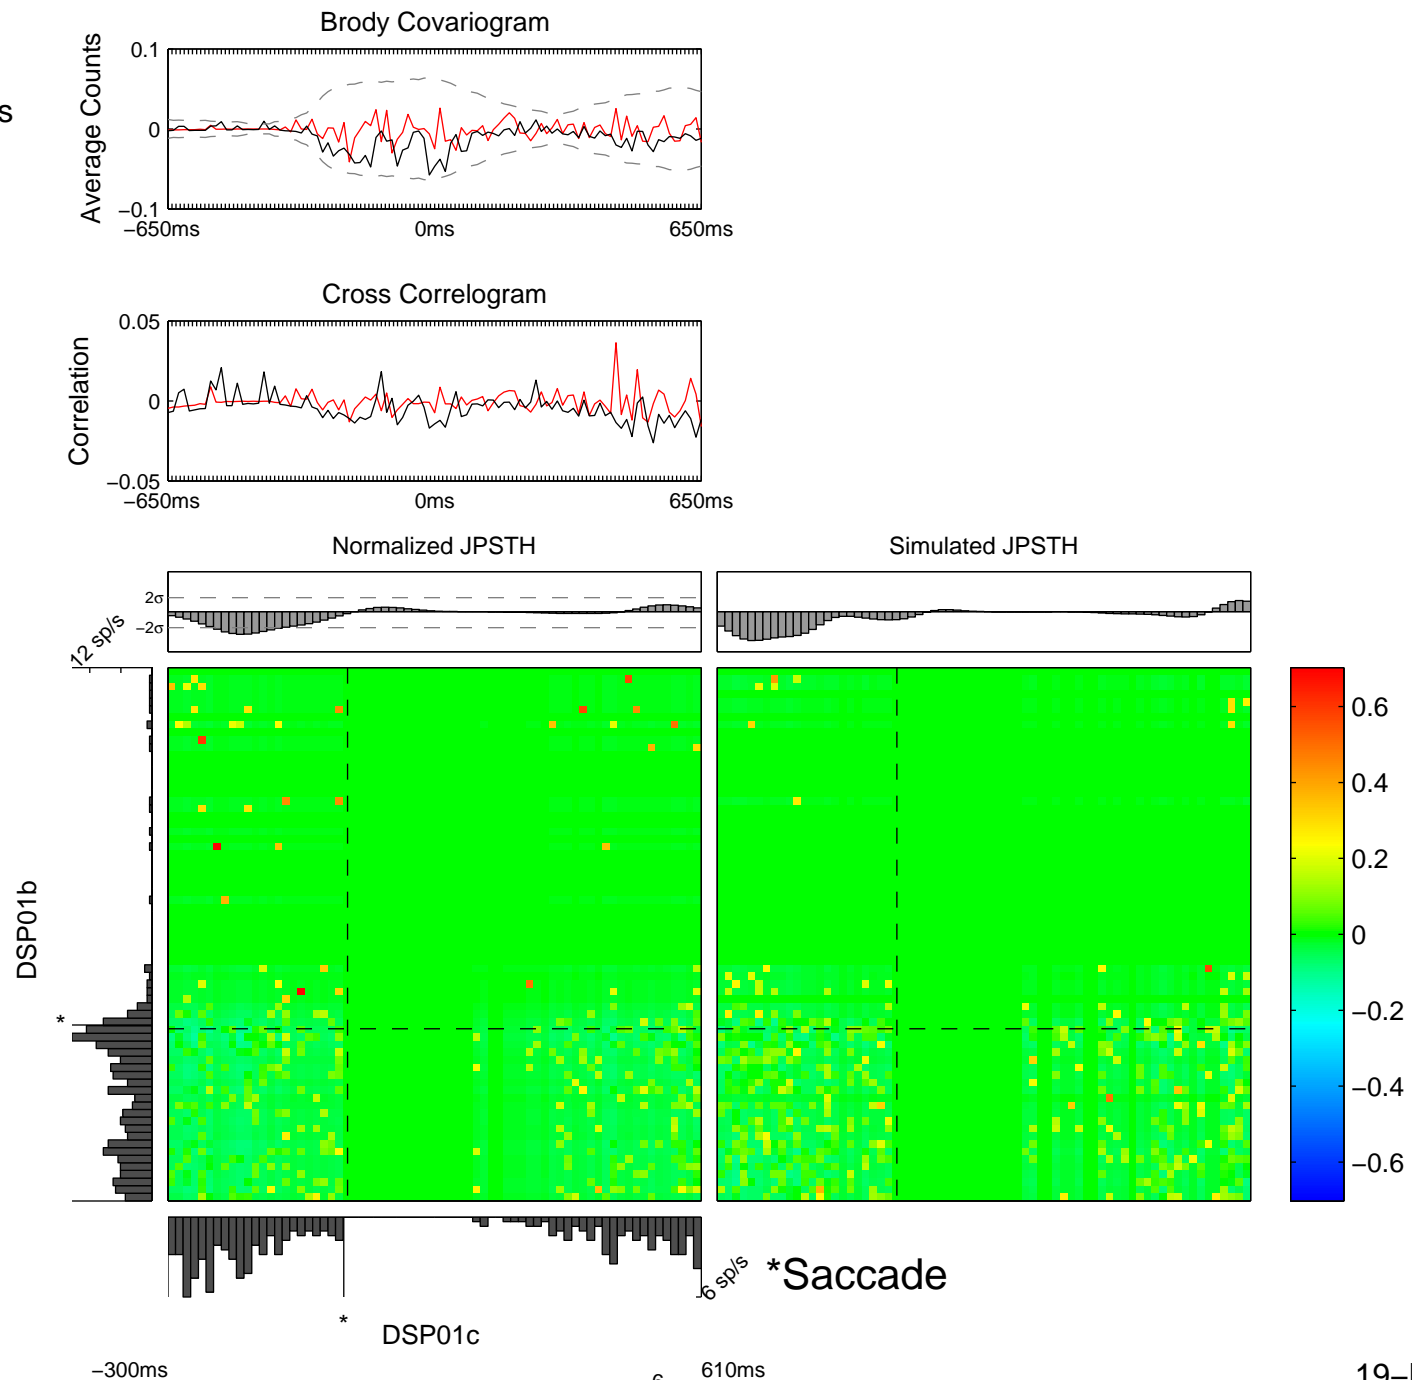 Brody Covariogram
s
Average Counts
0.1
0
−0.1
−650ms
0ms
650ms
Cross Correlogram
Correlation
0.05
0
−0.05
−650ms
0ms
650ms
Normalized JPSTH
Simulated JPSTH
2σ
−2σ
12 sp/s
DSP01b
*
0.6
0.4
0.2
0
−0.2
−0.4
−0.6
6 sp/s
*Saccade
*
DSP01c
−300ms
610ms